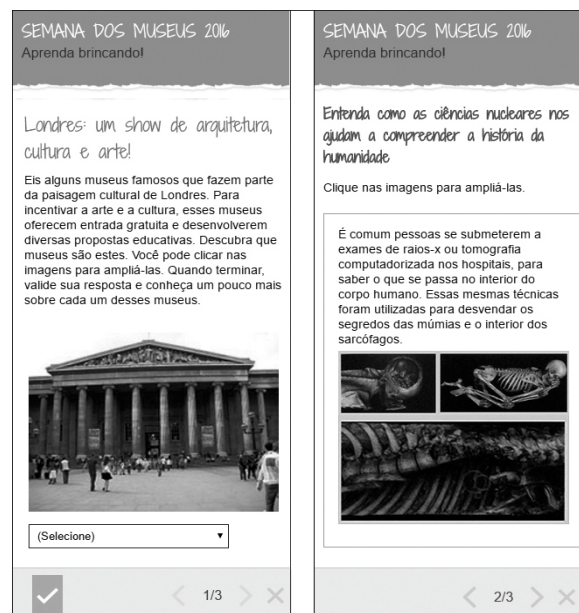 SEMANA DOS MUSEUS 2016
Aprenda brincando!
Londres: um show de arquitetura,
cultura e arte!
Eis alguns museus famosos que fazem parte
da paisagem cultural de Londres. Para
incentivar a arte e a cultura, esses museus
oferecem entrada gratuita e desenvolverem
diversas propostas educativas. Descubra que
museus são estes. Você pode clicar nas
imagens para ampliá-las. Quando terminar,
valide sua resposta e conheça um pouco mais
sobre cada um desses museus.
(Selecione)
1/3
SEMANA DOS MUSEUS 2016
Aprenda brincando!
Entenda como as ciências nucleares nos
ajudam a compreender a história da
humanidade
Clique nas imagens para ampliá-las.
É comum pessoas se submeterem a
exames de raios-x ou tomografia
computadorizada nos hospitais, para
saber o que se passa no interior do
corpo humano. Essas mesmas técnicas
foram utilizadas para desvendar os
segredos das múmias e o interior dos
sarcófagos.
2/3